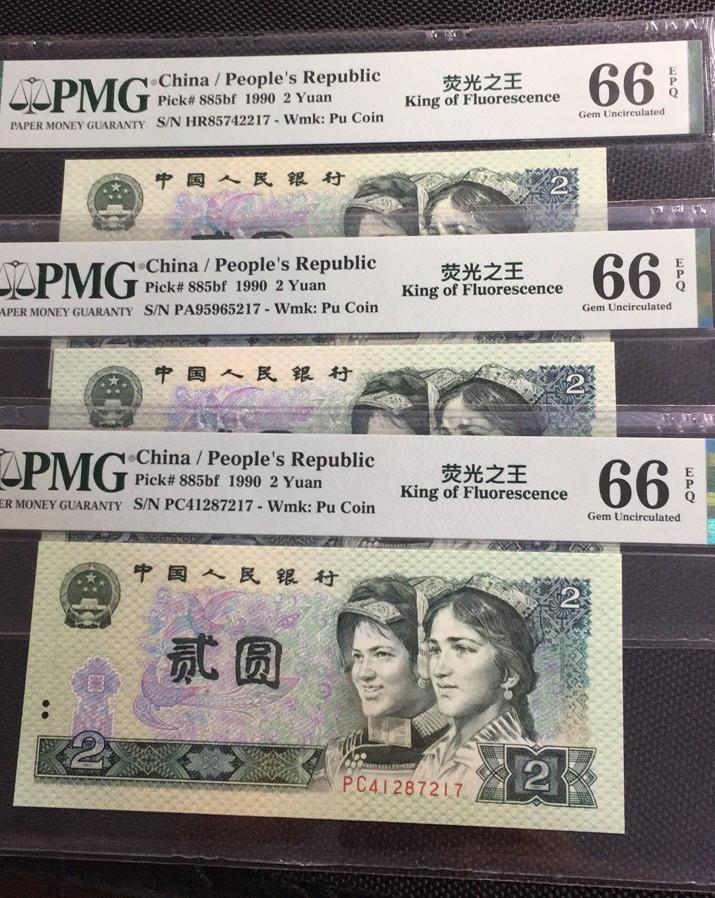 PMG China / People's Republic 荧光之王 66 EPQ
Pick# 885bf 1990 2 Yuan King of Fluorescence Gem Uncirculated
PAPER MONEY GUARANTY S/N HR85742217 - Wmk: Pu Coin
中国人民银行
2
PMG China / People's Republic 荧光之王 66 EPQ
Pick# 885bf 1990 2 Yuan King of Fluorescence Gem Uncirculated
APER MONEY GUARANTY S/N PA95965217 - Wmk: Pu Coin
中国人民银行
2
PMG China / People's Republic 荧光之王 66 EPQ
Pick# 885bf 1990 2 Yuan King of Fluorescence Gem Uncirculated
ER MONEY GUARANTY S/N PC41287217 - Wmk: Pu Coin
中国人民银行
2
贰圆
2
PC41287217
2